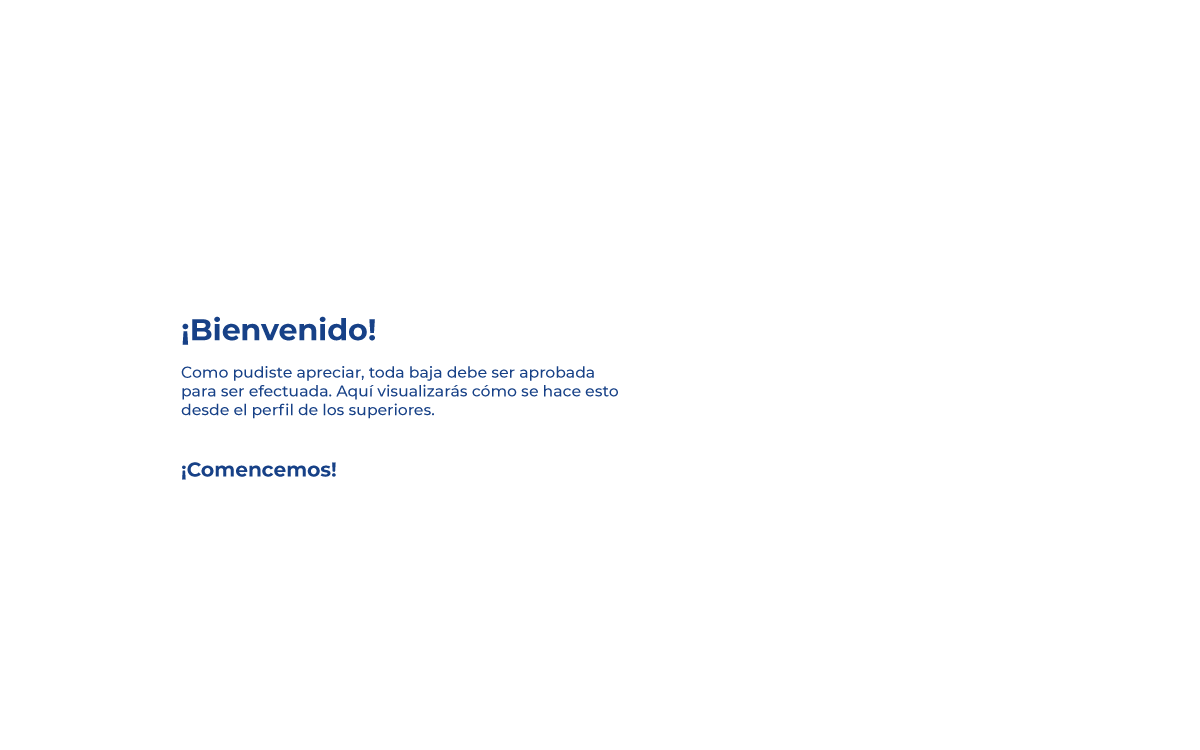 ¡Bienvenido!
Como pudiste apreciar, toda baja debe ser aprobada
para ser efectuada. Aquí visualizarás cómo se hace esto
desde el perfil de los superiores.
¡Comencemos!